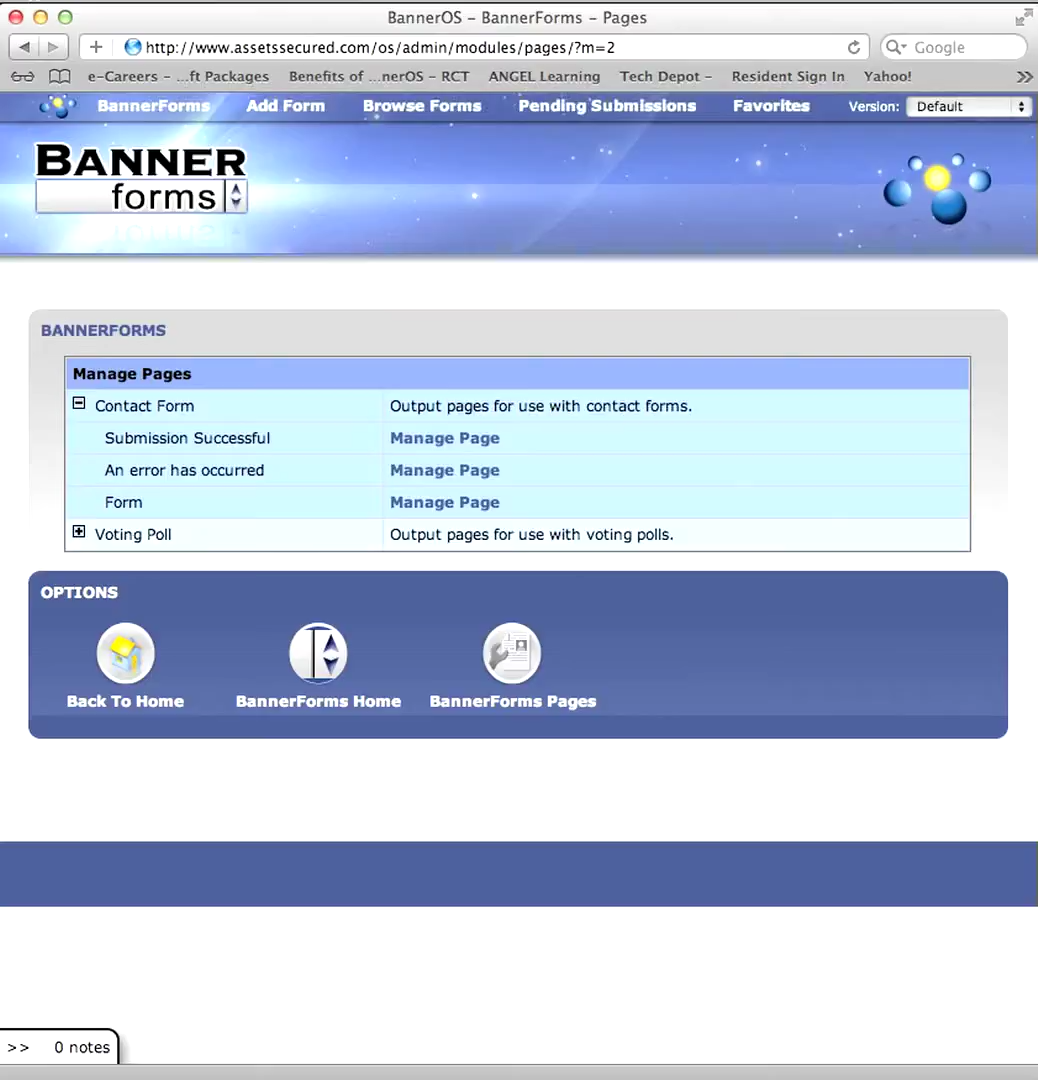 BannerOS – BannerForms – Pages
http://www.assetssecured.com/os/admin/modules/pages/?m=2
Google
e-Careers – ...ft Packages Benefits of ...nerOS – RCT ANGEL Learning Tech Depot – Resident Sign In Yahoo! >>
BannerForms Add Form Browse Forms Pending Submissions Favorites Version: Default
BANNER
forms
BANNERFORMS
Manage Pages
Contact Form Output pages for use with contact forms.
Submission Successful Manage Page
An error has occurred Manage Page
Form Manage Page
Voting Poll Output pages for use with voting polls.
OPTIONS
Back To Home BannerForms Home BannerForms Pages
>> 0 notes